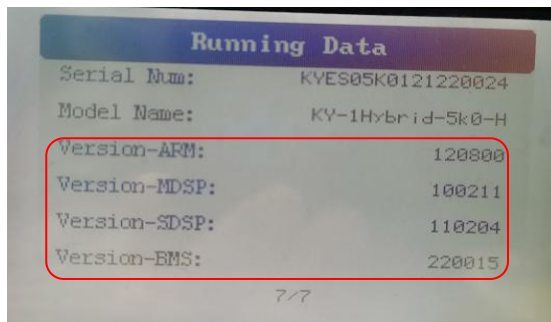 Running Data
Serial Num: KYES05K0121220024
Model Name: KY-1Hybrid-5k0-H
Version-ARM: 120800
Version-MDSP: 100211
Version-SDSP: 110204
Version-BMS: 220015
7/7